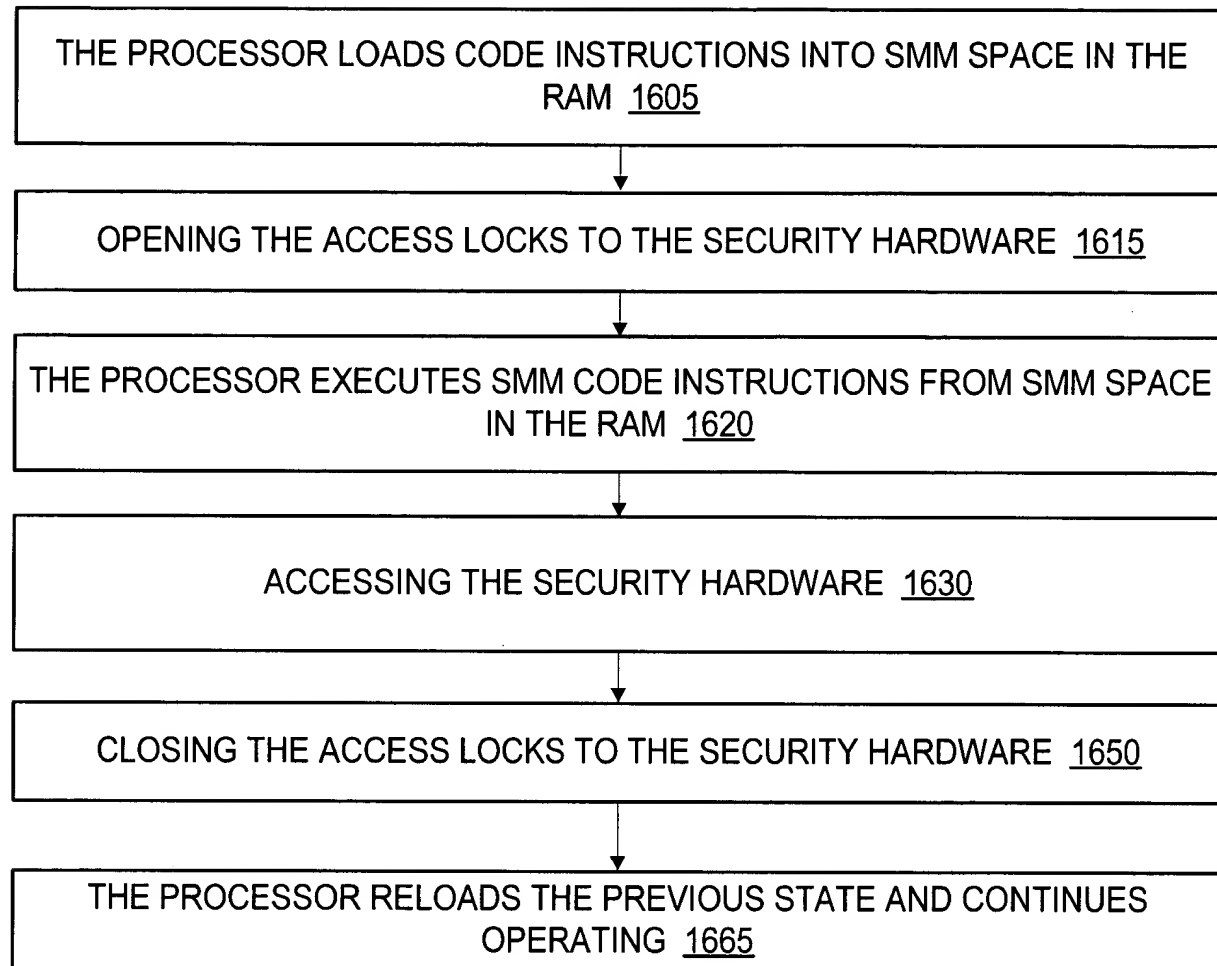 THE PROCESSOR LOADS CODE INSTRUCTIONS INTO SMM SPACE IN THE
RAM 1605
OPENING THE ACCESS LOCKS TO THE SECURITY HARDWARE 1615
THE PROCESSOR EXECUTES SMM CODE INSTRUCTIONS FROM SMM SPACE
IN THE RAM 1620
ACCESSING THE SECURITY HARDWARE 1630
CLOSING THE ACCESS LOCKS TO THE SECURITY HARDWARE 1650
THE PROCESSOR RELOADS THE PREVIOUS STATE AND CONTINUES
OPERATING 1665